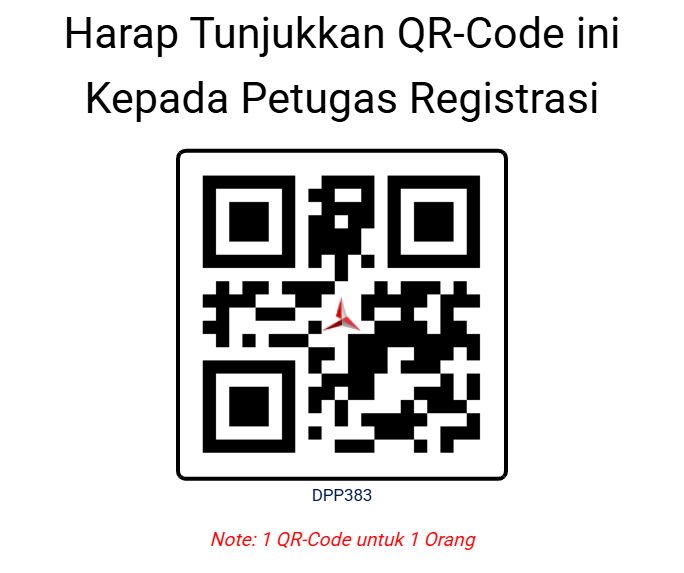 Harap Tunjukkan QR-Code ini
Kepada Petugas Registrasi
DPP383
Note: 1 QR-Code untuk 1 Orang